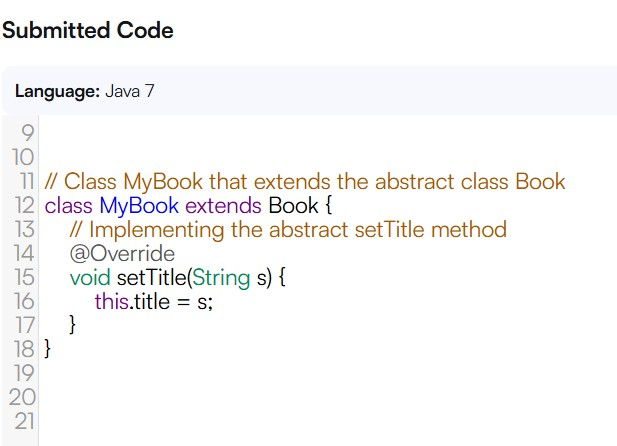 Submitted Code
Language: Java 7
9
10
11 // Class MyBook that extends the abstract class Book
12 class MyBook extends Book {
13 // Implementing the abstract setTitle method
14 @Override
15 void setTitle(String s) {
16 this.title = s;
17 }
18 }
19
20
21